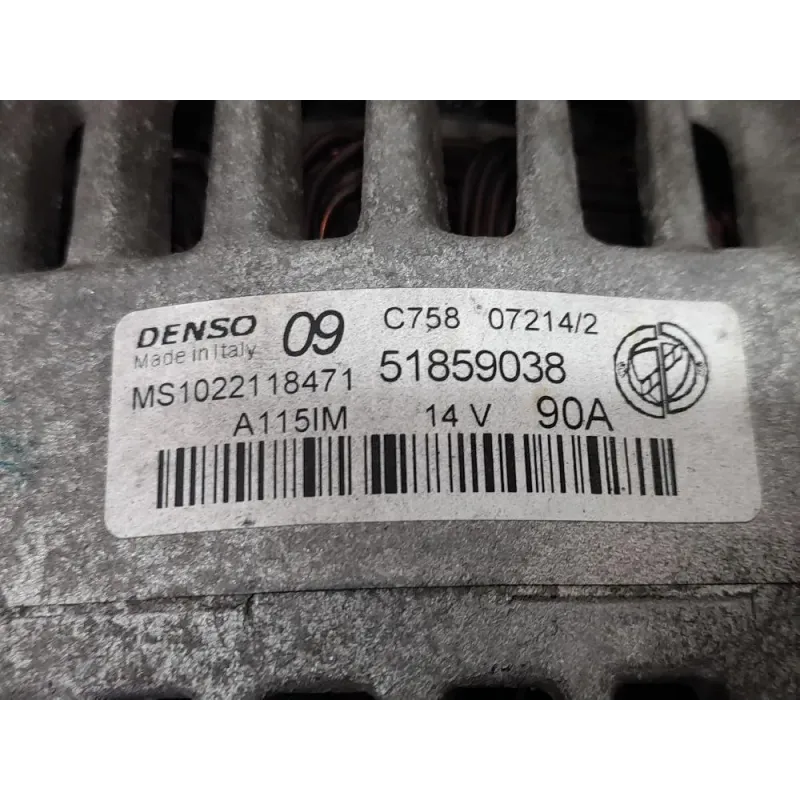 DENSO 09 C758 07214/2
Made in Italy
MS1022118471 51859038
A115IM 14 V 90A